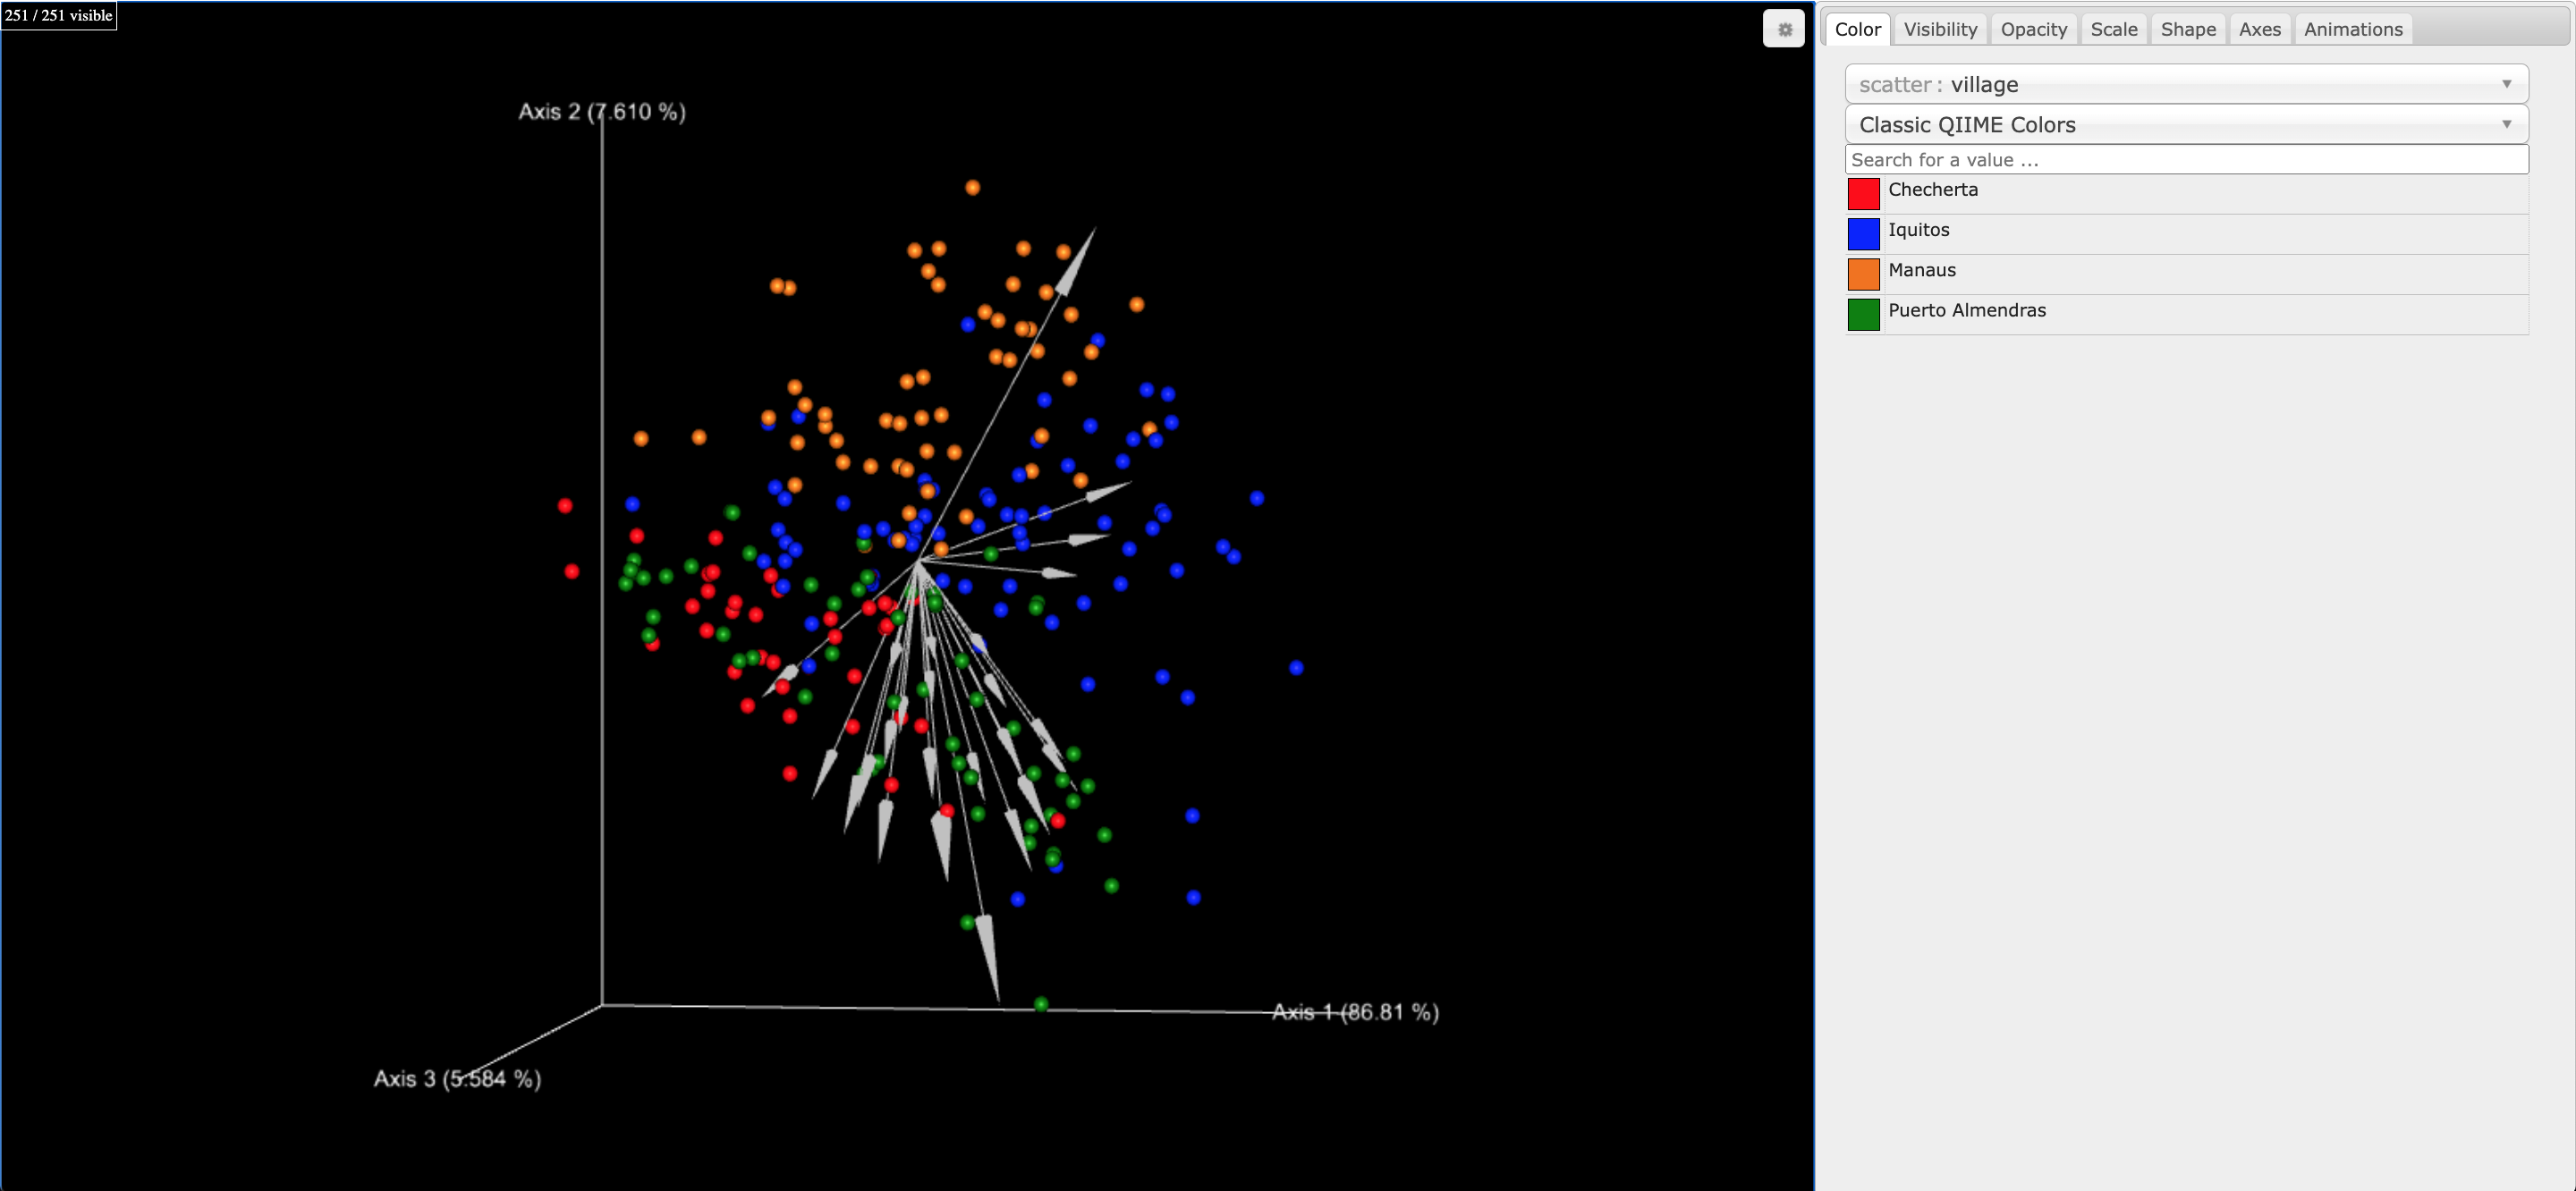 251 / 251 visible
Axis 2 (7.610 %)
Axis 1 (86.81 %)
Axis 3 (5.584 %)
Color Visibility Opacity Scale Shape Axes Animations
scatter : village
Classic QIIME Colors
Search for a value ...
Checherta
Iquitos
Manaus
Puerto Almendras